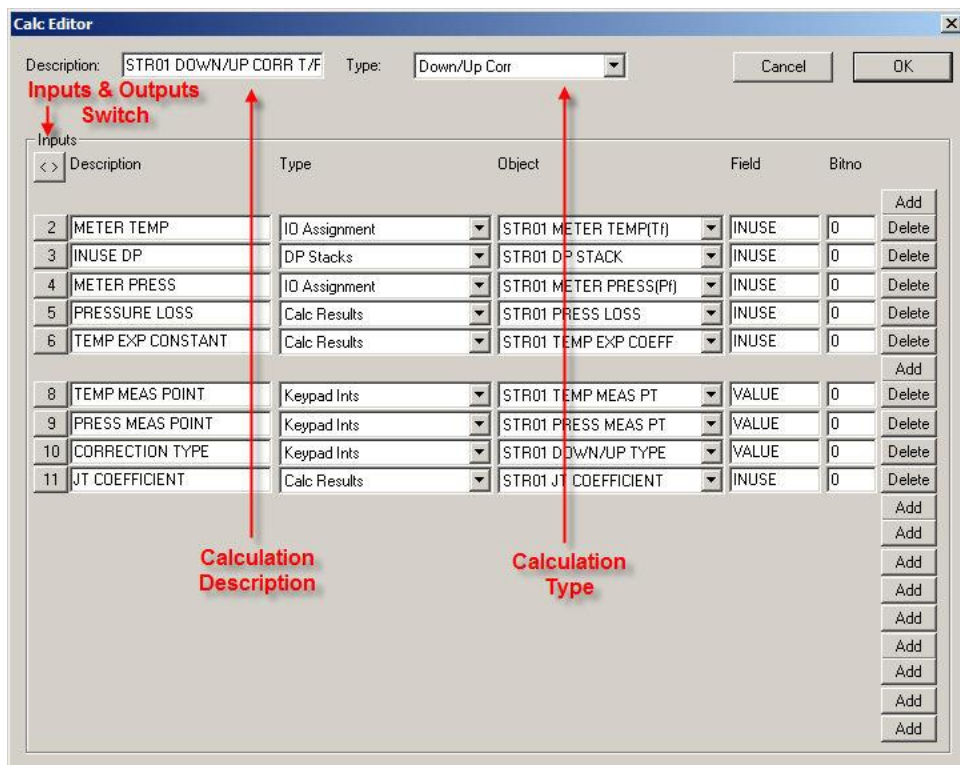 Calc Editor
Description: STR01 DOWN/UP CORR T/F Type: Down/Up Corr Cancel OK
Inputs & Outputs
Switch
Inputs
< > Description Type Object Field Bitno
Add
2 METER TEMP IO Assignment STR01 METER TEMP(Tf) INUSE 0 Delete
3 INUSE DP DP Stacks STR01 DP STACK INUSE 0 Delete
4 METER PRESS IO Assignment STR01 METER PRESS(Pf) INUSE 0 Delete
5 PRESSURE LOSS Calc Results STR01 PRESS LOSS INUSE 0 Delete
6 TEMP EXP CONSTANT Calc Results STR01 TEMP EXP COEFF INUSE 0 Delete
Add
8 TEMP MEAS POINT Keypad Ints STR01 TEMP MEAS PT VALUE 0 Delete
9 PRESS MEAS POINT Keypad Ints STR01 PRESS MEAS PT VALUE 0 Delete
10 CORRECTION TYPE Keypad Ints STR01 DOWN/UP TYPE VALUE 0 Delete
11 JT COEFFICIENT Calc Results STR01 JT COEFFICIENT INUSE 0 Delete
Add
Add
Calculation
Description
Calculation
Type
Add
Add
Add
Add
Add
Add
Add